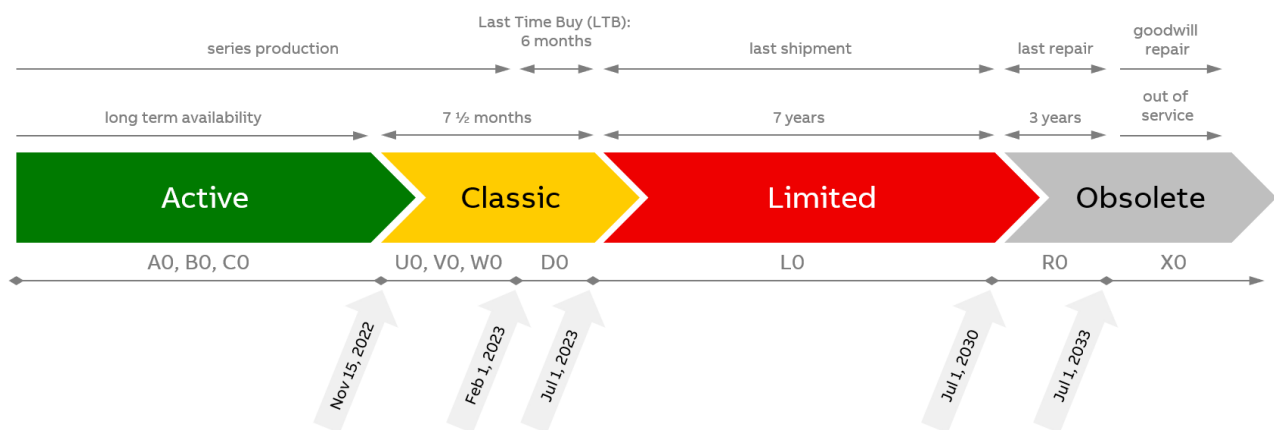 Last Time Buy (LTB):
6 months
series production
last shipment
last repair
goodwill
repair
long term availability
7 ½ months
7 years
3 years
out of
service
Active
Classic
Limited
Obsolete
A0, B0, C0
U0, V0, W0
D0
L0
R0
X0
Nov 15, 2022
Feb 1, 2023
Jul 1, 2023
Jul 1, 2030
Jul 1, 2033